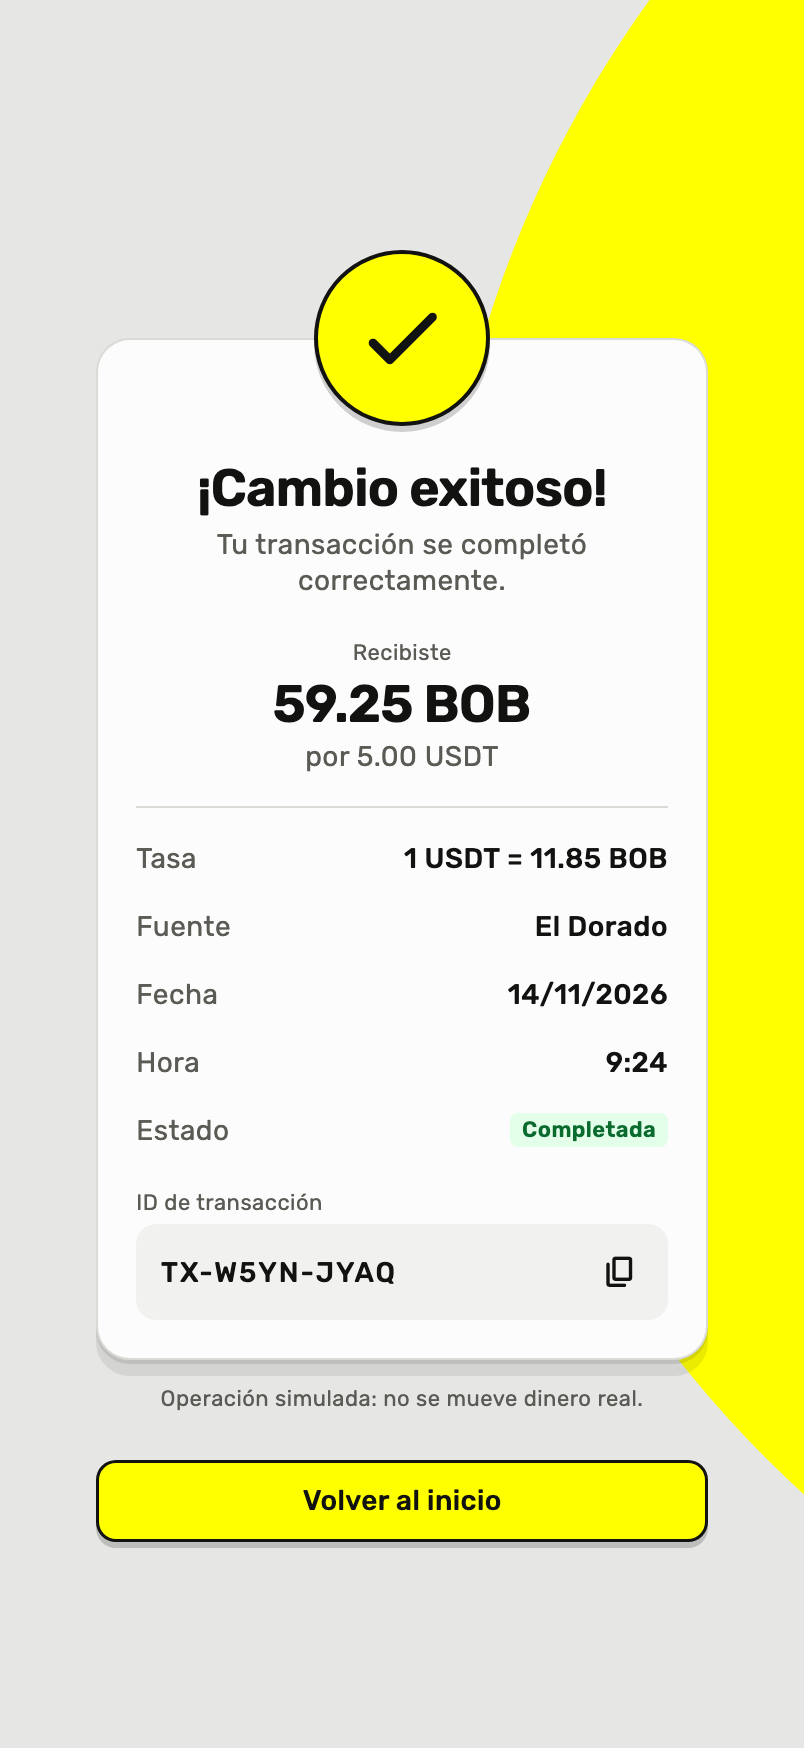 ¡Cambio exitoso!
Tu transacción se completó
correctamente.
Recibiste
59.25 BOB
por 5.00 USDT
Tasa 1 USDT = 11.85 BOB
Fuente El Dorado
Fecha 14/11/2026
Hora 9:24
Estado Completada
ID de transacción
TX-W5YN-JYAQ
Operación simulada: no se mueve dinero real.
Volver al inicio